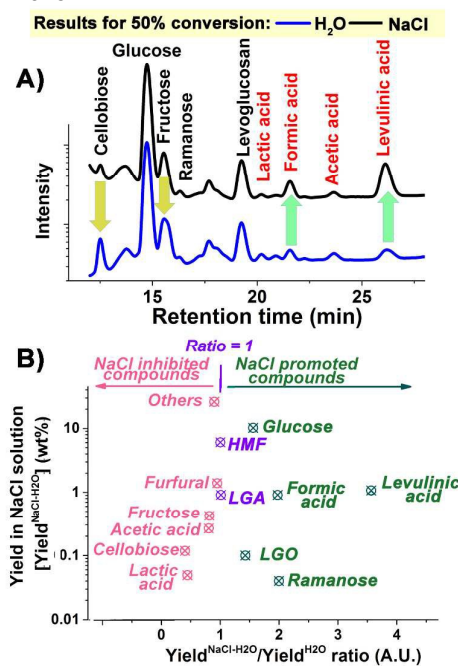 Results for 50% conversion: H₂O NaCl
A)
Cellobiose
Glucose
Fructose
Ramanose
Levoglucosan
Lactic acid
Formic acid
Acetic acid
Levulinic acid
Intensity
15 20 25
Retention time (min)
B)
Ratio = 1
NaCl inhibited
compounds
NaCl promoted
compounds
Others
Glucose
HMF
Furfural
LGA
Formic
acid
Levulinic
acid
Fructose
Acetic acid
Cellobiose
LGO
Lactic
acid
Ramanose
Yield in NaCl solution
[Yield^NaCl-H2O] (wt%)
10
1
0.1
0.01
0 1 2 3 4
Yield^NaCl-H2O/Yield^H2O ratio (A.U.)